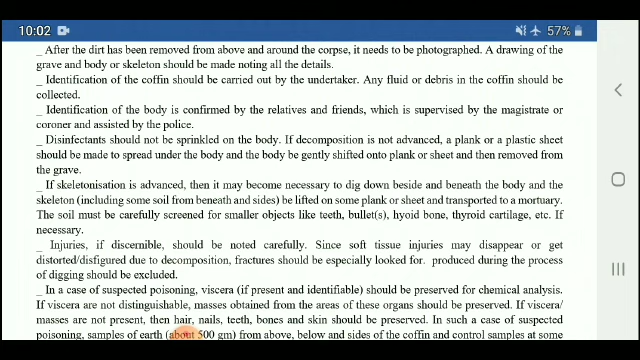 10:02
57%
_ After the dirt has been removed from above and around the corpse, it needs to be photographed. A drawing of the
grave and body or skeleton should be made noting all the details.
_ Identification of the coffin should be carried out by the undertaker. Any fluid or debris in the coffin should be
collected.
_ Identification of the body is confirmed by the relatives and friends, which is supervised by the magistrate or
coroner and assisted by the police.
_ Disinfectants should not be sprinkled on the body. If decomposition is not advanced, a plank or a plastic sheet
should be made to spread under the body and the body be gently shifted onto plank or sheet and then removed from
the grave.
_ If skeletonisation is advanced, then it may become necessary to dig down beside and beneath the body and the
skeleton (including some soil from beneath and sides) be lifted on some plank or sheet and transported to a mortuary.
The soil must be carefully screened for smaller objects like teeth, bullet(s), hyoid bone, thyroid cartilage, etc. If
necessary.
_ Injuries, if discernible, should be noted carefully. Since soft tissue injuries may disappear or get
distorted/disfigured due to decomposition, fractures should be especially looked for. produced during the process
of digging should be excluded.
_ In a case of suspected poisoning, viscera (if present and identifiable) should be preserved for chemical analysis.
If viscera are not distinguishable, masses obtained from the areas of these organs should be preserved. If viscera/
masses are not present, then hair, nails, teeth, bones and skin should be preserved. In such a case of suspected
poisoning, samples of earth (about 500 gm) from above, below and sides of the coffin and control samples at some